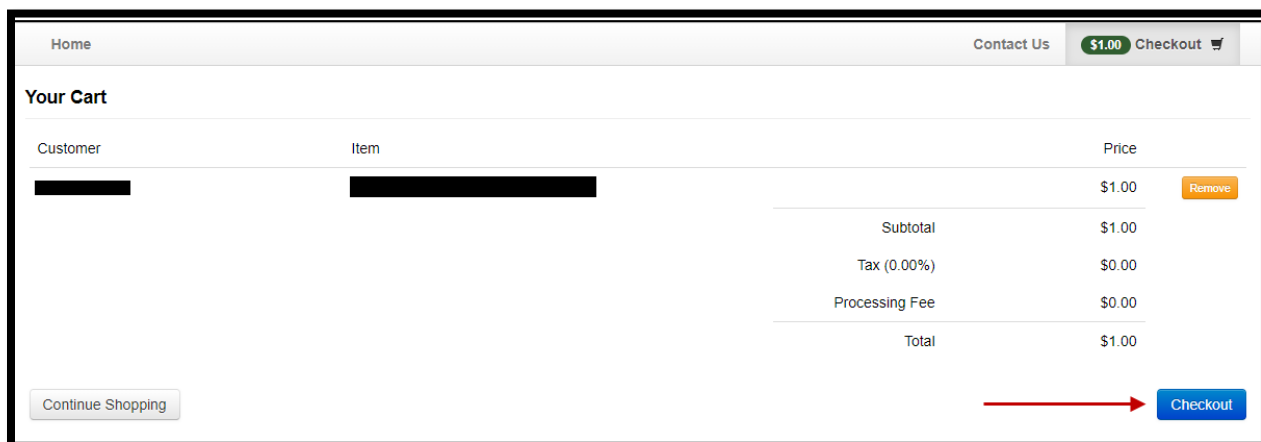 Home Contact Us $1.00 Checkout
Your Cart
Customer Item Price
$1.00 Remove
Subtotal $1.00
Tax (0.00%) $0.00
Processing Fee $0.00
Total $1.00
Continue Shopping Checkout